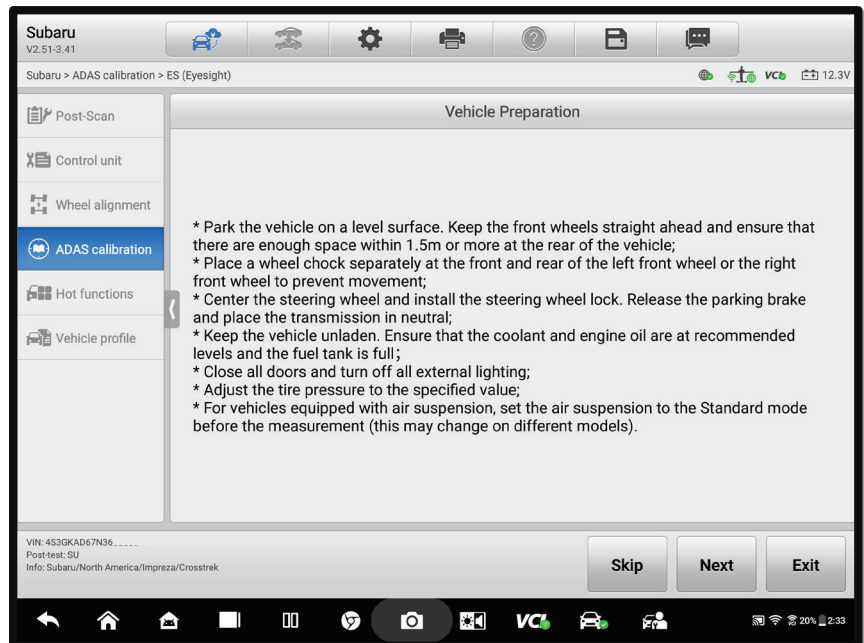 Subaru
V2.51-3.41
Subaru > ADAS calibration > ES (Eyesight)
VCI 12.3V
Post-Scan
Control unit
Wheel alignment
ADAS calibration
Hot functions
Vehicle profile
Vehicle Preparation
* Park the vehicle on a level surface. Keep the front wheels straight ahead and ensure that
there are enough space within 1.5m or more at the rear of the vehicle;
* Place a wheel chock separately at the front and rear of the left front wheel or the right
front wheel to prevent movement;
* Center the steering wheel and install the steering wheel lock. Release the parking brake
and place the transmission in neutral;
* Keep the vehicle unladen. Ensure that the coolant and engine oil are at recommended
levels and the fuel tank is full;
* Close all doors and turn off all external lighting;
* Adjust the tire pressure to the specified value;
* For vehicles equipped with air suspension, set the air suspension to the Standard mode
before the measurement (this may change on different models).
VIN: 4S3GKAD67N36
Post-test: SU
Info: Subaru/North America/Impreza/Crosstrek
Skip Next Exit
VCI 20% 2:33